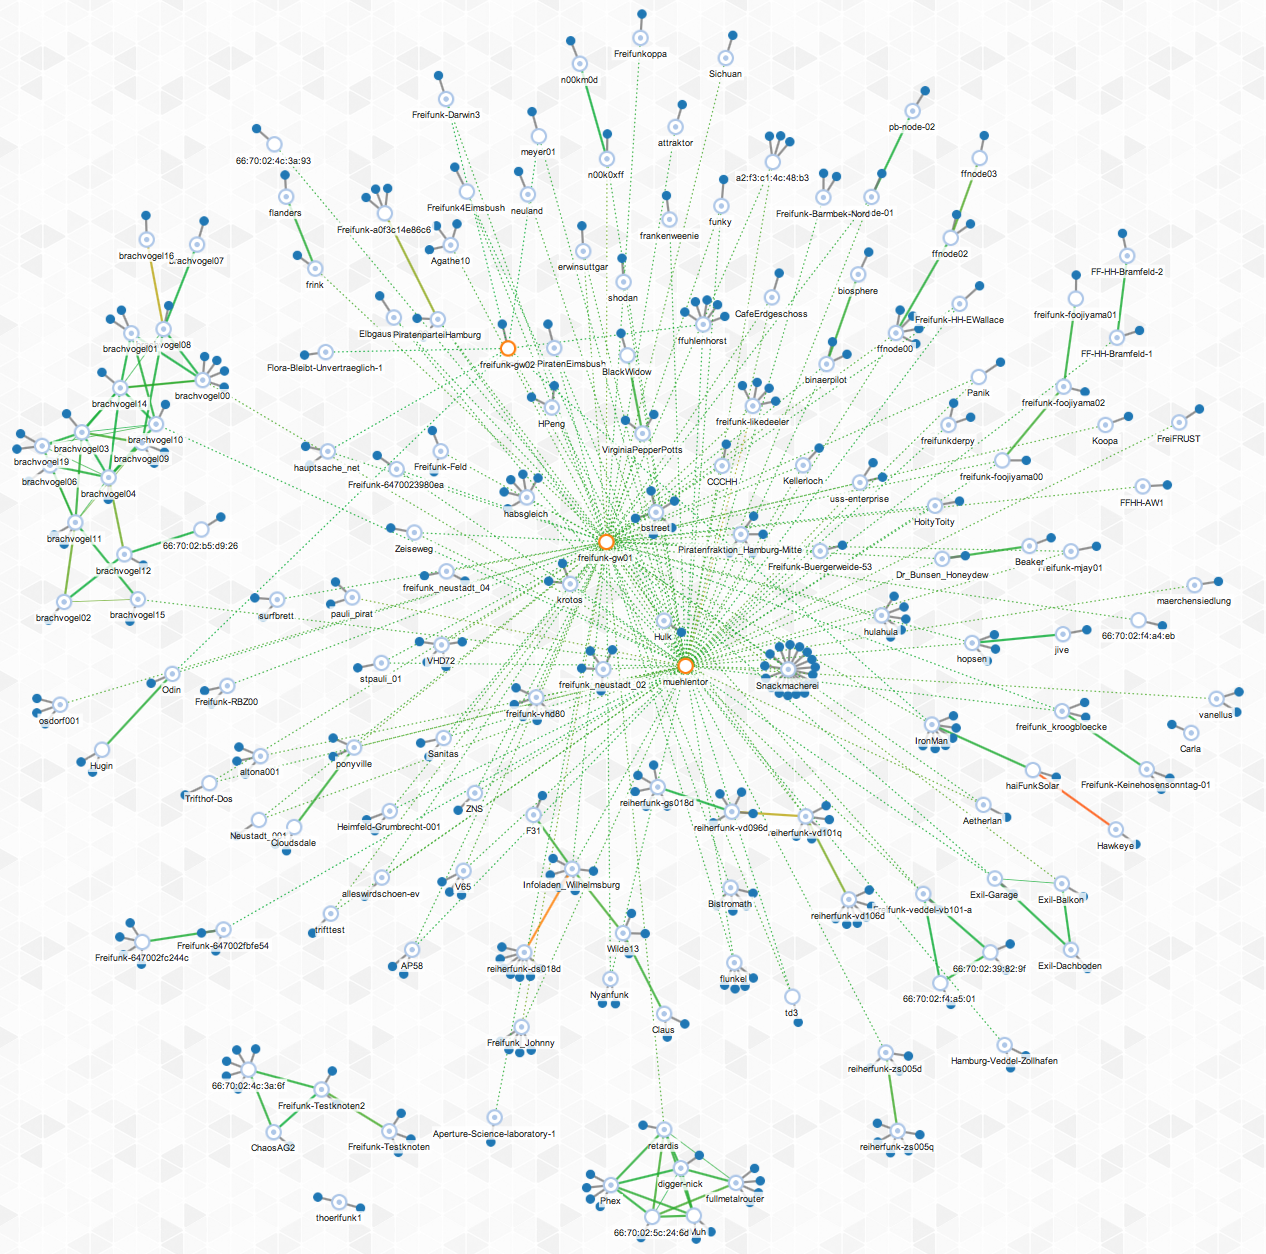 Freifunkoppa
Sichuan
n00km0d
Freifunk-Darwin3
pb-node-02
attraktor
meyer01
66:70:02:4c:3a:93
n00k0xff
a2:f3:c1:4c:48:b3
ffnode03
flanders
Freifunk4Eimsbush
neuland
Freifunk-Barmbek-Nord
de-01
funky
Freifunk-a0f3c14e86c6
frankenweenie
brachvogel16
brachvogel07
Agathe10
ffnode02
erwinsuttgar
FF-HH-Bramfeld-2
frink
biosphere
shodan
CafeErdgeschoss
freifunk-foojiyama01
Freifunk-HH-EWallace
Elbgaus
PiratenparteiHamburg
ffuhlenhorst
brachvogel01
vogel08
ffnode00
FF-HH-Bramfeld-1
freifunk-gw02
PiratenEimsbush
Flora-Bleibt-Unvertraeglich-1
BlackWidow
binaerpilot
Panik
brachvogel00
brachvogel14
freifunk-foojiyama02
HPeng
freifunk-likedeeler
brachvogel10
freifunkderpy
Koopa
FreiFRUST
brachvogel03
VirginiaPepperPotts
brachvogel19
brachvogel09
hauptsache_net
Freifunk-Feld
brachvogel06
Freifunk-6470023980ea
CCCHH
Kellerloch
freifunk-foojiyama00
brachvogel04
uss-enterprise
FFHH-AW1
habsgleich
bstreet
HoityToity
brachvogel11
66:70:02:b5:d9:26
Zeiseweg
freifunk-gw01
Piratenfraktion_Hamburg-Mitte
Freifunk-Buergerweide-53
Beaker
freifunk-mjay01
brachvogel12
Dr_Bunsen_Honeydew
freifunk_neustadt_04
krotos
maerchensiedlung
brachvogel02
brachvogel15
surfbrett
pauli_pirat
Hulk
hulahula
66:70:02:f4:a4:eb
jive
VHD72
hopsen
stpauli_01
freifunk_neustadt_02
muehlentor
Snackmacherei
Odin
Freifunk-RBZ00
osdorf001
freifunk-vhd80
vanellus
freifunk_kroogbloecke
IronMan
Carla
Hugin
altona001
ponyville
Sanitas
haiFunkSolar
Freifunk-Keinehosensonntag-01
Trifthof-Dos
ZNS
reiherfunk-gs018d
Neustadt_001
Cloudsdale
Heimfeld-Grumbrecht-001
F31
reiherfunk-vd096d
reiherfunk-vd101q
Aetherlan
Hawkeye
alleswirdschoen-ev
V65
Infoladen_Wilhelmsburg
Exil-Garage
Exil-Balkon
Bistromath
reiherfunk-vd106d
Freifunk-veddel-vb101-a
trifttest
Freifunk-647002fc244c
Freifunk-647002fbfe54
Wilde13
AP58
reiherfunk-ds018d
66:70:02:39:82:9f
Exil-Dachboden
flunkel
Nyanfunk
66:70:02:f4:a5:01
td3
Claus
Freifunk_Johnny
Hamburg-Veddel-Zollhafen
reiherfunk-zs005d
66:70:02:4c:3a:6f
Freifunk-Testknoten2
Aperture-Science-laboratory-1
ChaosAG2
Freifunk-Testknoten
retardis
reiherfunk-zs005q
digger-nick
Phex
fullmetalrouter
thoerifunk1
66:70:02:5c:24:6d
Muh